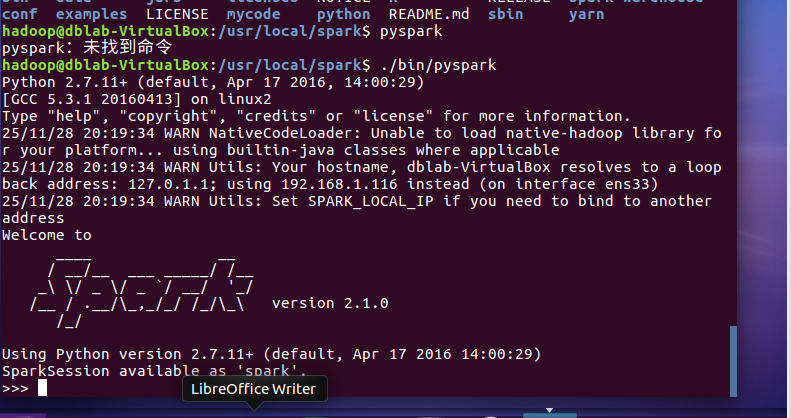 conf examples LICENSE mycode python README.md sbin yarn
hadoop@dblab-VirtualBox:/usr/local/spark$ pyspark
pyspark：未找到命令
hadoop@dblab-VirtualBox:/usr/local/spark$ ./bin/pyspark
Python 2.7.11+ (default, Apr 17 2016, 14:00:29)
[GCC 5.3.1 20160413] on linux2
Type "help", "copyright", "credits" or "license" for more information.
25/11/28 20:19:34 WARN NativeCodeLoader: Unable to load native-hadoop library fo
r your platform... using builtin-java classes where applicable
25/11/28 20:19:34 WARN Utils: Your hostname, dblab-VirtualBox resolves to a loop
back address: 127.0.1.1; using 192.168.1.116 instead (on interface ens33)
25/11/28 20:19:34 WARN Utils: Set SPARK_LOCAL_IP if you need to bind to another
address
Welcome to
      ____              __
     / __/__  ___ _____/ /__
    _\ \/ _ \/ _ `/ __/  '_/
   /__ / .__/\_,_/_/ /_/\_\   version 2.1.0
      /_/
Using Python version 2.7.11+ (default, Apr 17 2016 14:00:29)
SparkSession available as 'spark'.
>>>
LibreOffice Writer